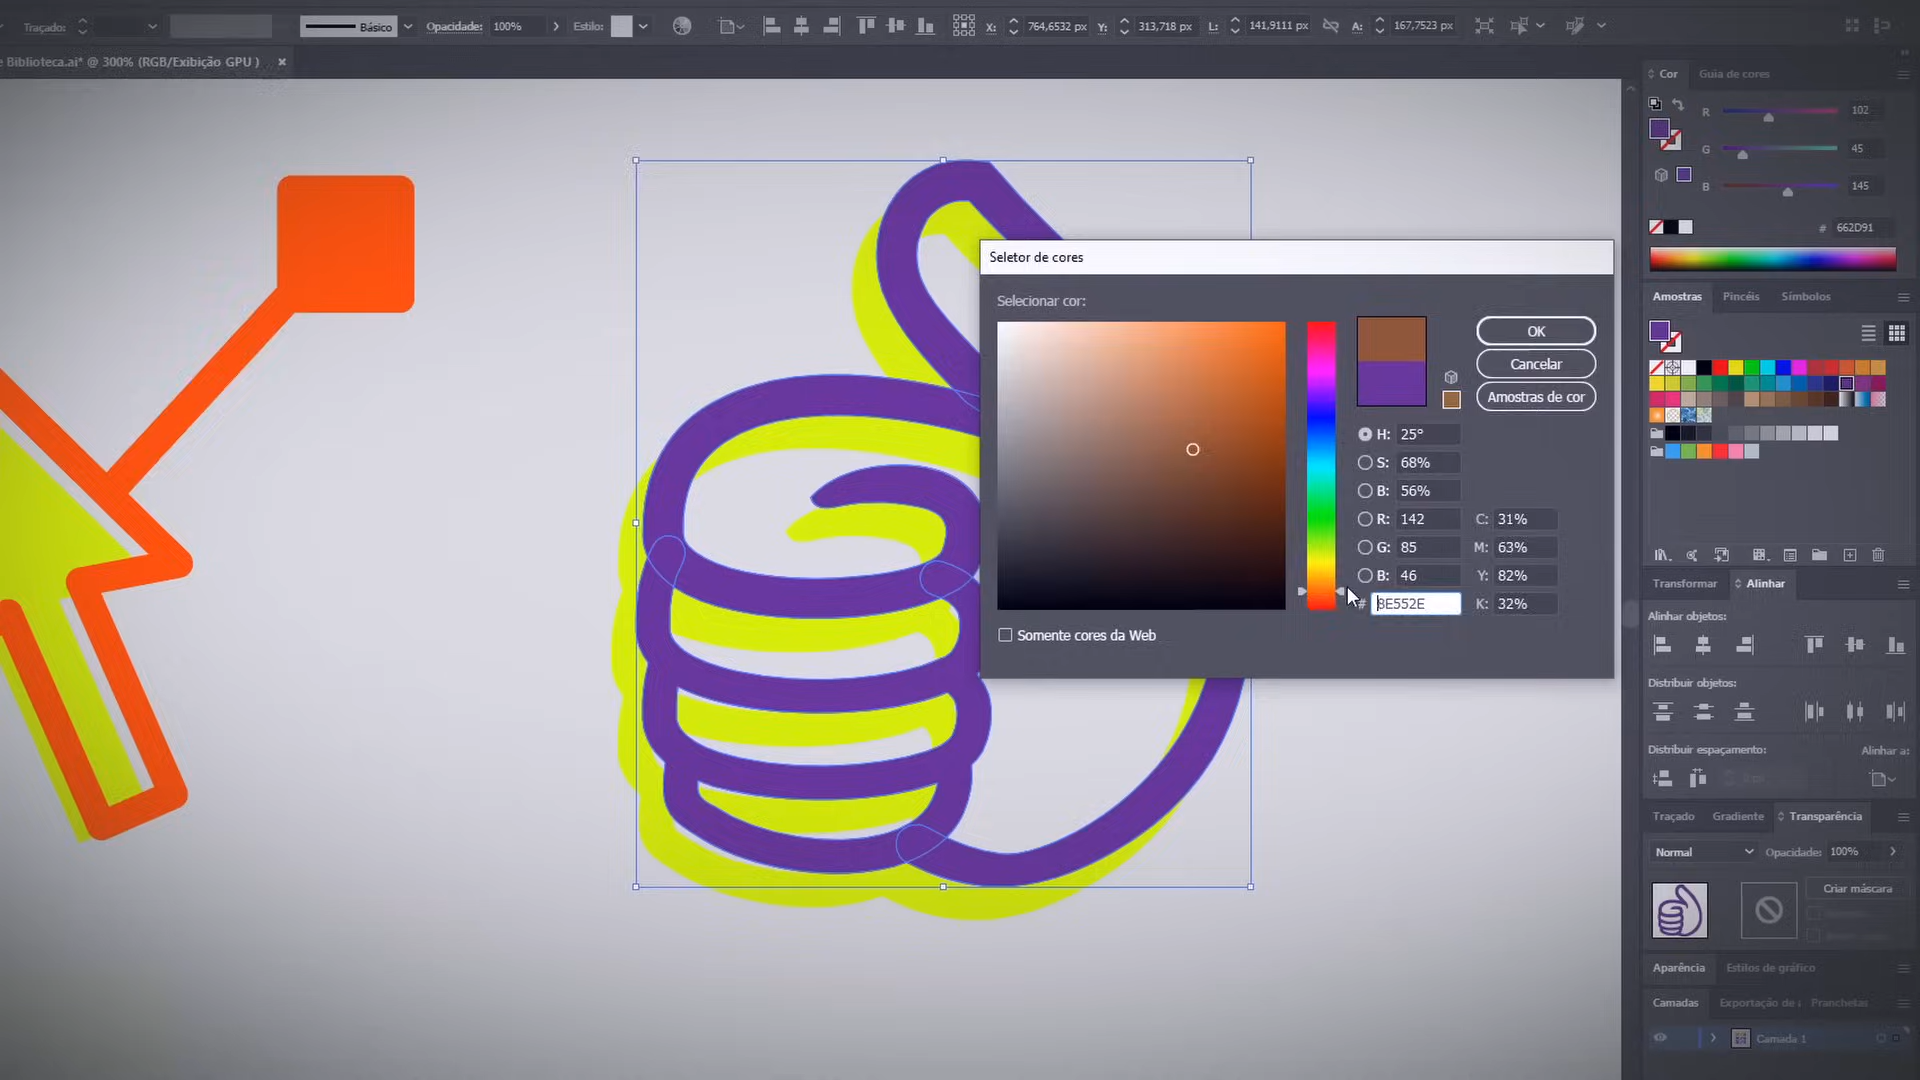 Traçado:
Básico
Opacidade: 100%
Estilo:
X: 764,6532 px
Y: 313,718 px
L: 141,9111 px
A: 167,7523 px
e Biblioteca.ai* @ 300% (RGB/Exibição GPU) ×
Cor
Guia de cores
R 102
G 45
B 145
# 662D91
Amostras
Pincéis
Símbolos
Seletor de cores
Selecionar cor:
OK
Cancelar
Amostras de cor
H: 25°
S: 68%
B: 56%
R: 142
G: 85
B: 46
# 8E552E
C: 31%
M: 63%
Y: 82%
K: 32%
Somente cores da Web
Transformar
Alinhar
Alinhar objetos:
Distribuir objetos:
Distribuir espaçamento:
Alinhar a:
Traçado
Gradiente
Transparência
Normal
Opacidade: 100%
Criar máscara
Aparência
Estilos de gráfico
Camadas
Exportação de
Pranchetas
Camada 1